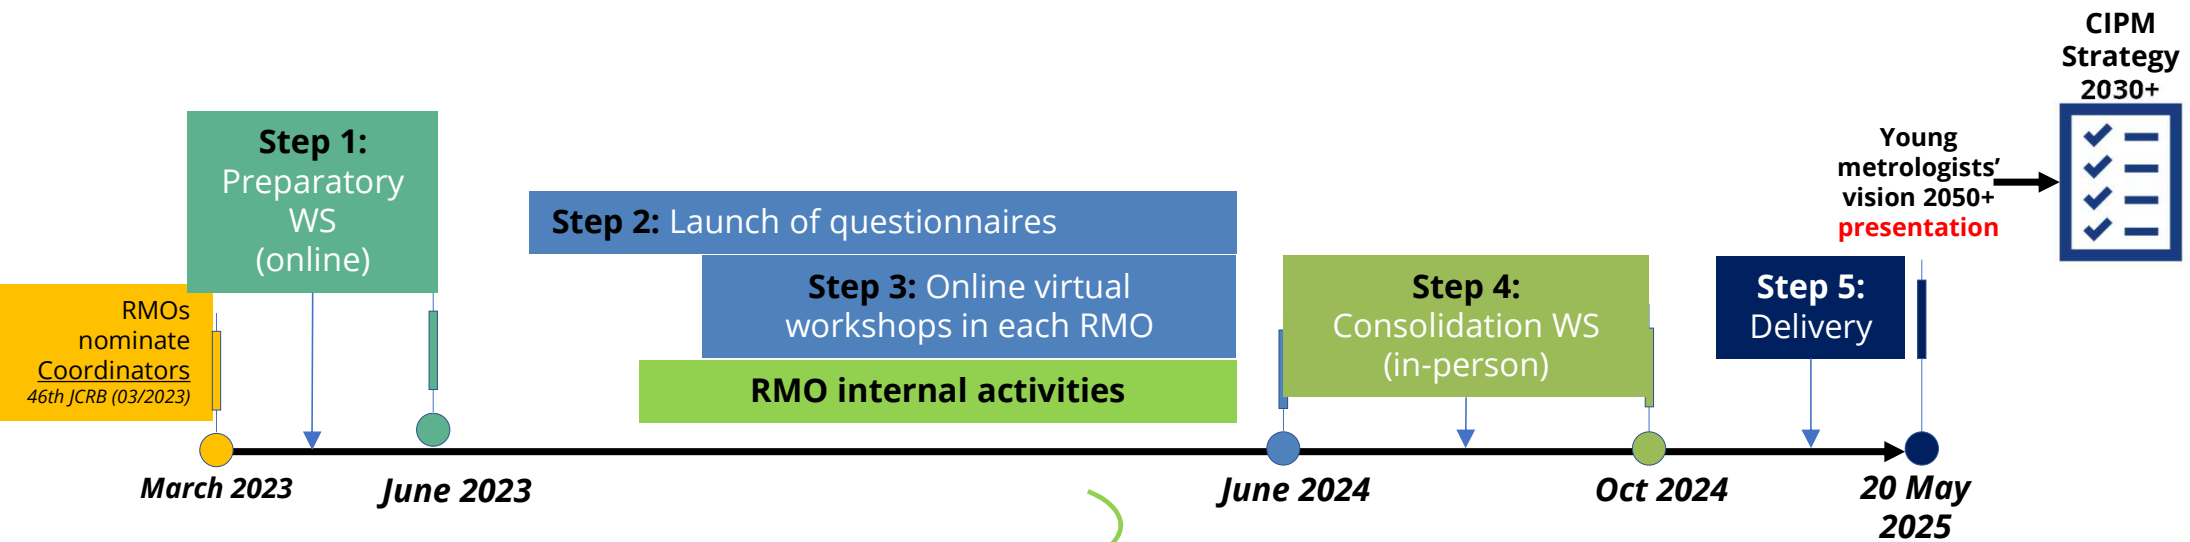 CIPM
Strategy
2030+
Young
metrologists’
vision 2050+
presentation
Step 1:
Preparatory
WS
(online)
Step 2: Launch of questionnaires
Step 3: Online virtual
workshops in each RMO
RMO internal activities
Step 4:
Consolidation WS
(in-person)
Step 5:
Delivery
RMOs
nominate
Coordinators
46th JCRB (03/2023)
March 2023
June 2023
June 2024
Oct 2024
20 May
2025